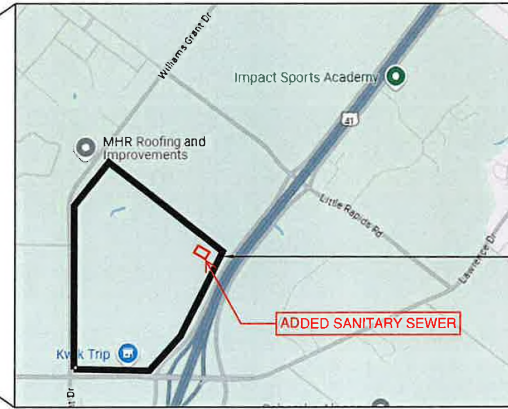 Williams Grant Dr
Impact Sports Academy
41
MHR Roofing and
Improvements
Little Rapids Rd
Lawrence Dr
ADDED SANITARY SEWER
Kwik Trip
t Dr